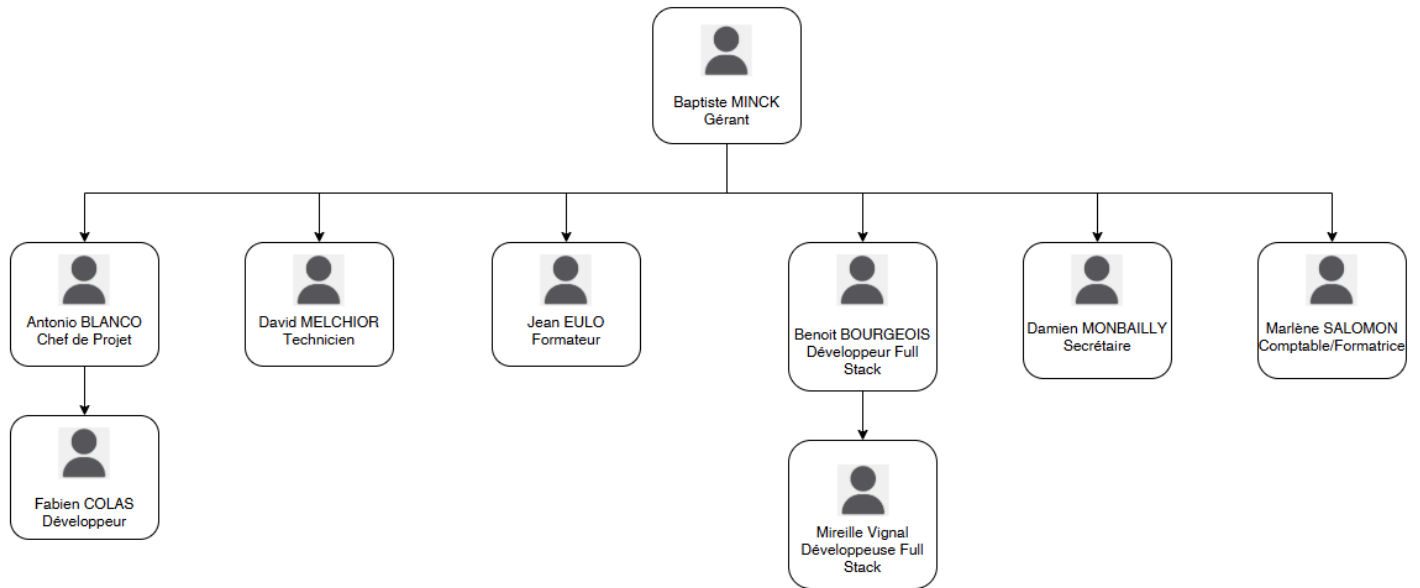 Baptiste MINCK
Gérant
Antonio BLANCO
Chef de Projet
David MELCHIOR
Technicien
Jean EULO
Formateur
Benoit BOURGEOIS
Développeur Full
Stack
Damien MONBAILLY
Secrétaire
Marlène SALOMON
Comptable/Formatrice
Fabien COLAS
Développeur
Mireille Vignal
Développeuse Full
Stack